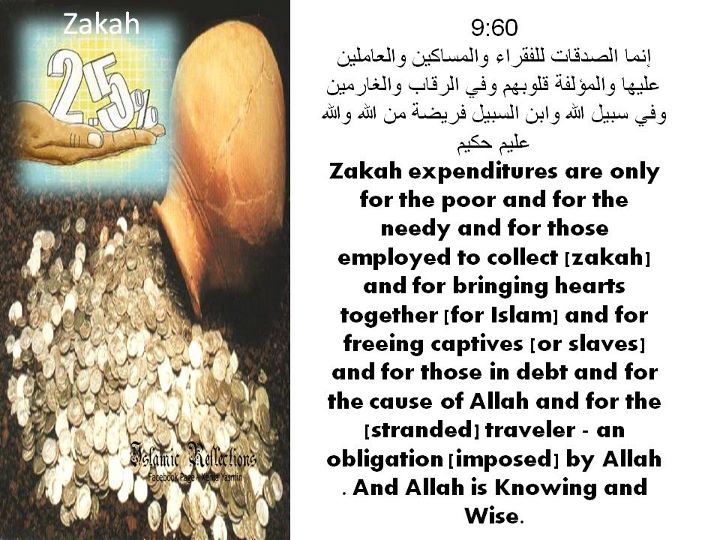 Zakah
2.5%
Islamic Reflections
9:60
إنما الصدقات للفقراء والمساكين والعاملين
عليها والمؤلفة قلوبهم وفي الرقاب والغارمين
وفي سبيل الله وابن السبيل فريضة من الله والله
عليم حكيم
Zakah expenditures are only
for the poor and for the
needy and for those
employed to collect [zakah]
and for bringing hearts
together [for Islam] and for
freeing captives [or slaves]
and for those in debt and for
the cause of Allah and for the
[stranded] traveler - an
obligation [imposed] by Allah
. And Allah is Knowing and
Wise.